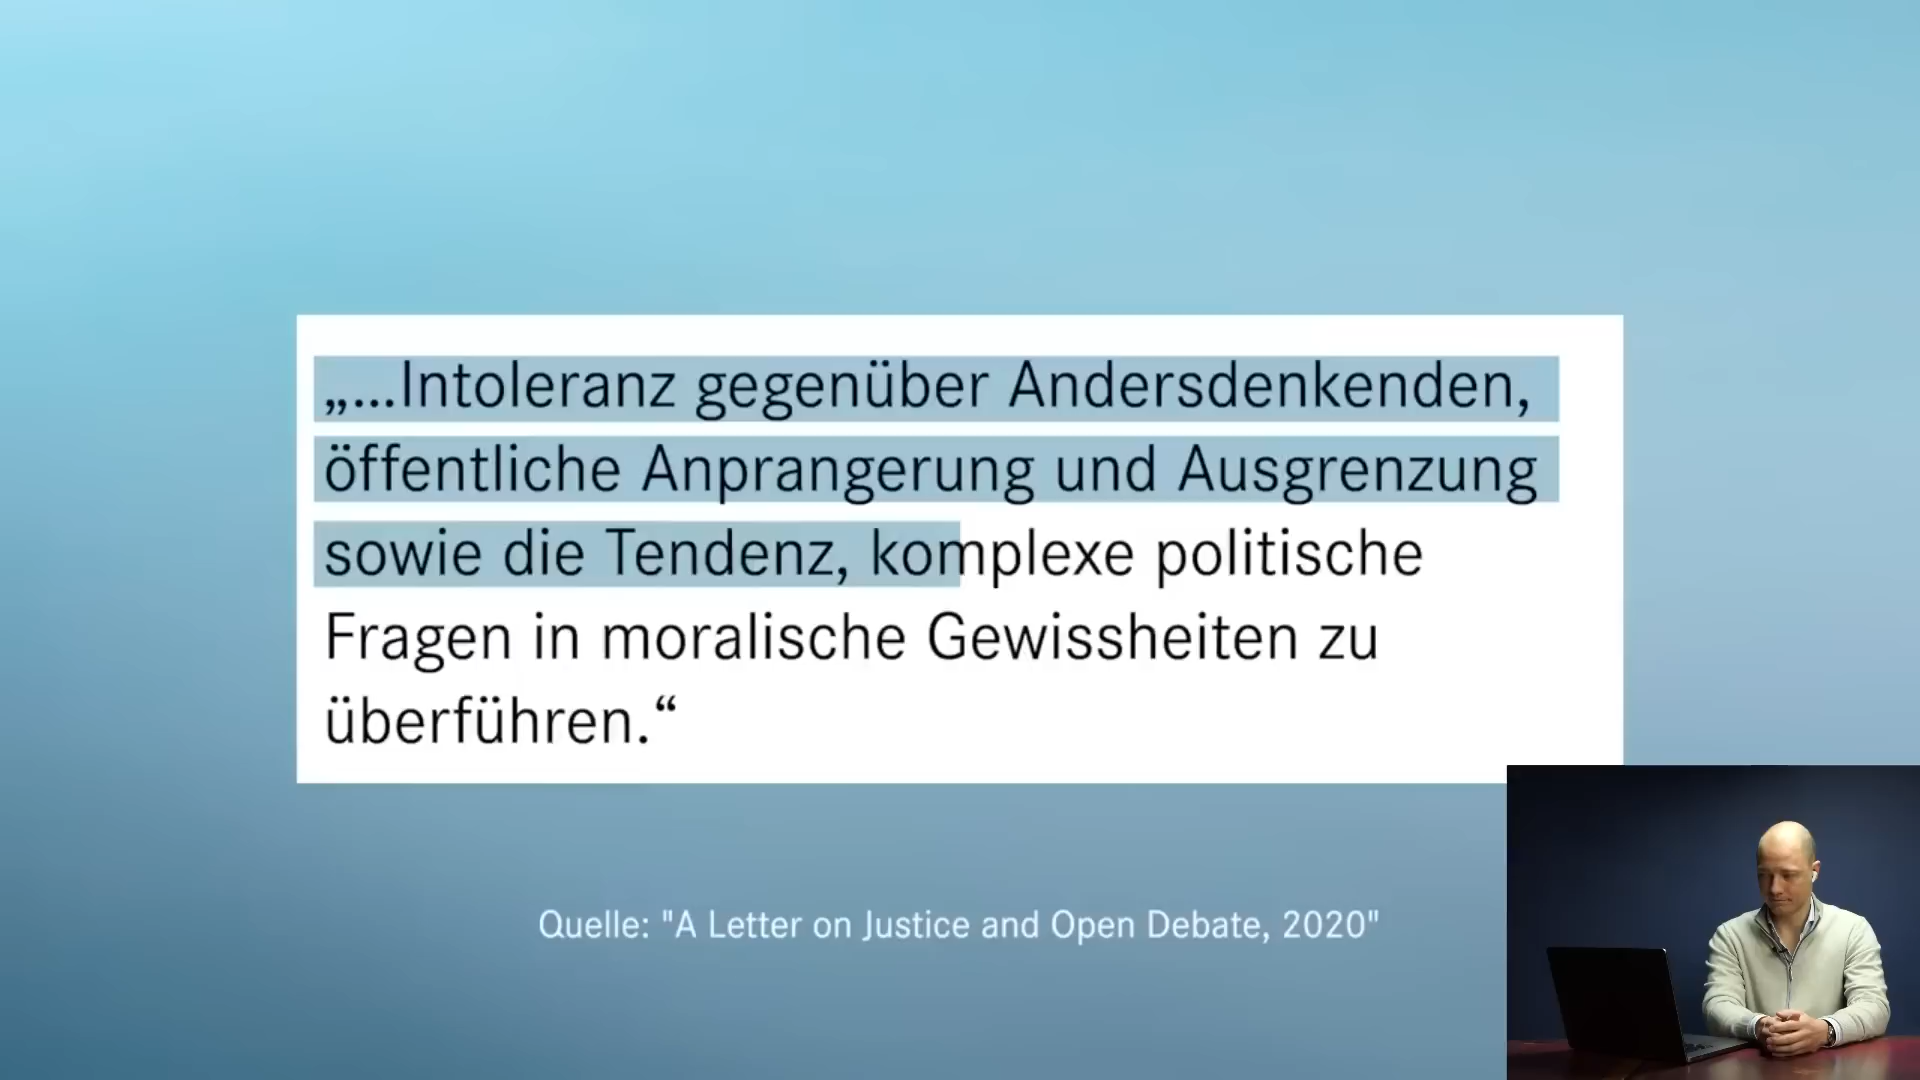 „...Intoleranz gegenüber Andersdenkenden,
öffentliche Anprangerung und Ausgrenzung
sowie die Tendenz, komplexe politische
Fragen in moralische Gewissheiten zu
überführen.“
Quelle: "A Letter on Justice and Open Debate, 2020"